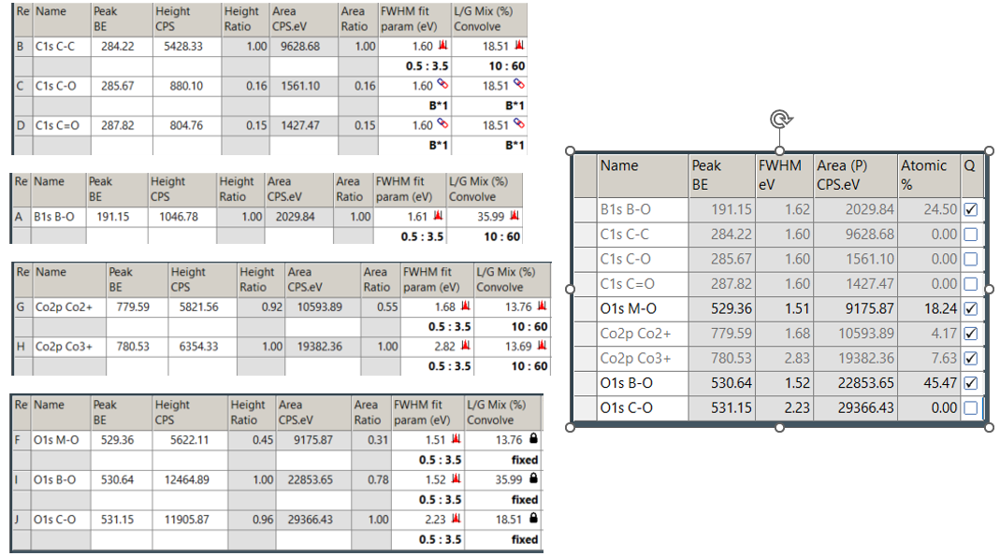 Re Name Peak BE Height CPS Height Ratio Area CPS.eV Area Ratio FWHM fit param (eV) L/G Mix (%) Convolve
B C1s C-C 284.22 5428.33 1.00 9628.68 1.00 1.60 18.51
0.5 : 3.5 10 : 60
C C1s C-O 285.67 880.10 0.16 1561.10 0.16 1.60 18.51
B*1 B*1
D C1s C=O 287.82 804.76 0.15 1427.47 0.15 1.60 18.51
B*1 B*1
Re Name Peak BE Height CPS Height Ratio Area CPS.eV Area Ratio FWHM fit param (eV) L/G Mix (%) Convolve
A B1s B-O 191.15 1046.78 1.00 2029.84 1.00 1.61 35.99
0.5 : 3.5 10 : 60
Re Name Peak BE Height CPS Height Ratio Area CPS.eV Area Ratio FWHM fit param (eV) L/G Mix (%) Convolve
G Co2p Co2+ 779.59 5821.56 0.92 10593.89 0.55 1.68 13.76
0.5 : 3.5 10 : 60
H Co2p Co3+ 780.53 6354.33 1.00 19382.36 1.00 2.82 13.69
0.5 : 3.5 10 : 60
Re Name Peak BE Height CPS Height Ratio Area CPS.eV Area Ratio FWHM fit param (eV) L/G Mix (%) Convolve
F O1s M-O 529.36 5622.11 0.45 9175.87 0.31 1.51 13.76
0.5 : 3.5 fixed
I O1s B-O 530.64 12464.89 1.00 22853.65 0.78 1.52 35.99
0.5 : 3.5 fixed
J O1s C-O 531.15 11905.87 0.96 29366.43 1.00 2.23 18.51
0.5 : 3.5 fixed
Name Peak BE FWHM eV Area (P) CPS.eV Atomic % Q
B1s B-O 191.15 1.62 2029.84 24.50
C1s C-C 284.22 1.60 9628.68 0.00
C1s C-O 285.67 1.60 1561.10 0.00
C1s C=O 287.82 1.60 1427.47 0.00
O1s M-O 529.36 1.51 9175.87 18.24
Co2p Co2+ 779.59 1.68 10593.89 4.17
Co2p Co3+ 780.53 2.83 19382.36 7.63
O1s B-O 530.64 1.52 22853.65 45.47
O1s C-O 531.15 2.23 29366.43 0.00